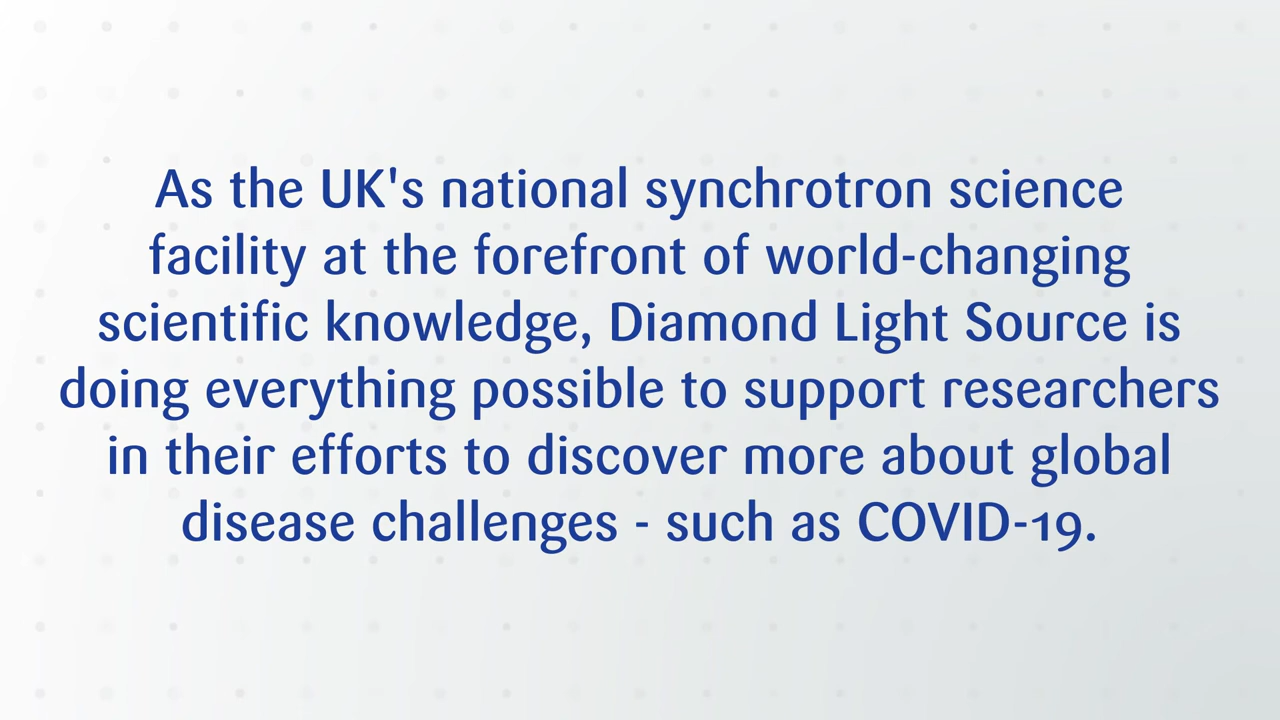 As the UK's national synchrotron science
facility at the forefront of world-changing
scientific knowledge, Diamond Light Source is
doing everything possible to support researchers
in their efforts to discover more about global
disease challenges - such as COVID-19.